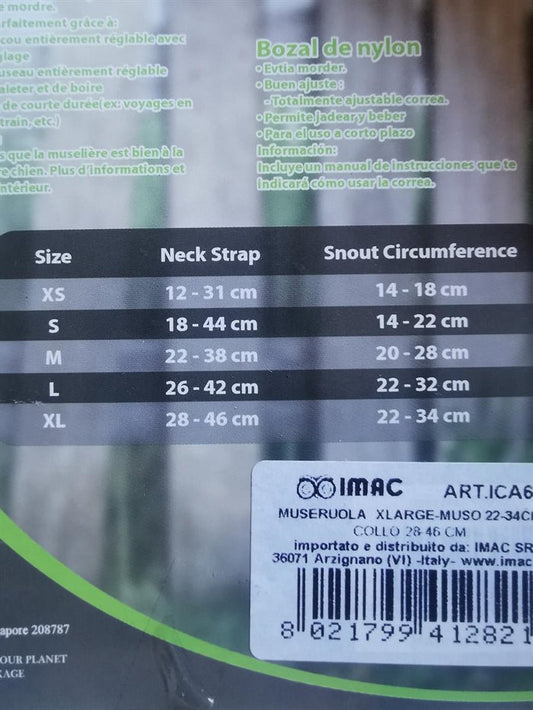 e mordre.
rfaitement grâce à:
cou entièrement réglable avec
glage
useau entièrement réglable
aleter et de boire
de courte durée(ex: voyages en
train, etc.)
s que la muselière est bien à la
re chien. Plus d'informations et
ntérieur.
Bozal de nylon
•Evtia morder.
•Buen ajuste :
-Totalmente ajustable correa.
•Permite Jadear y beber
•Para el uso a corto plazo
Información:
Incluye un manual de instrucciones que te
indicará cómo usar la correa.
Size Neck Strap Snout Circumference
XS 12 - 31 cm 14 - 18 cm
S 18 - 44 cm 14 - 22 cm
M 22 - 38 cm 20 - 28 cm
L 26 - 42 cm 22 - 32 cm
XL 28 - 46 cm 22 - 34 cm
IMAC ART.ICA6
MUSERUOLA XLARGE-MUSO 22-34C
COLLO 28-46 CM
importato e distribuito da: IMAC SR
36071 Arzignano (VI) -Italy- www.imac
8 021799 412821
apore 208787
OUR PLANET
KAGE